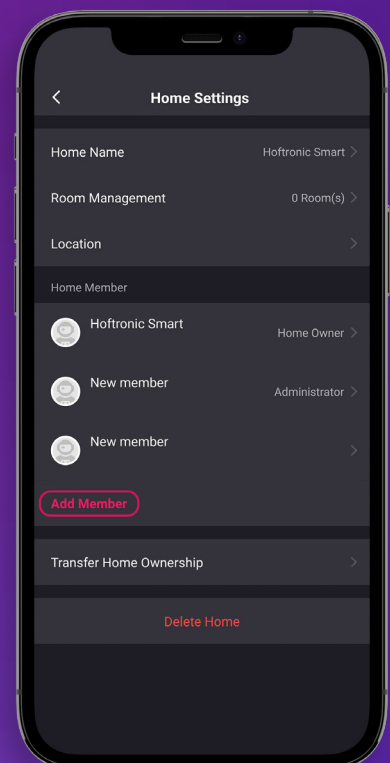 Home Settings
Home Name Hoftronic Smart
Room Management 0 Room(s)
Location
Home Member
Hoftronic Smart
Home Owner
New member
Administrator
New member
Add Member
Transfer Home Ownership
Delete Home